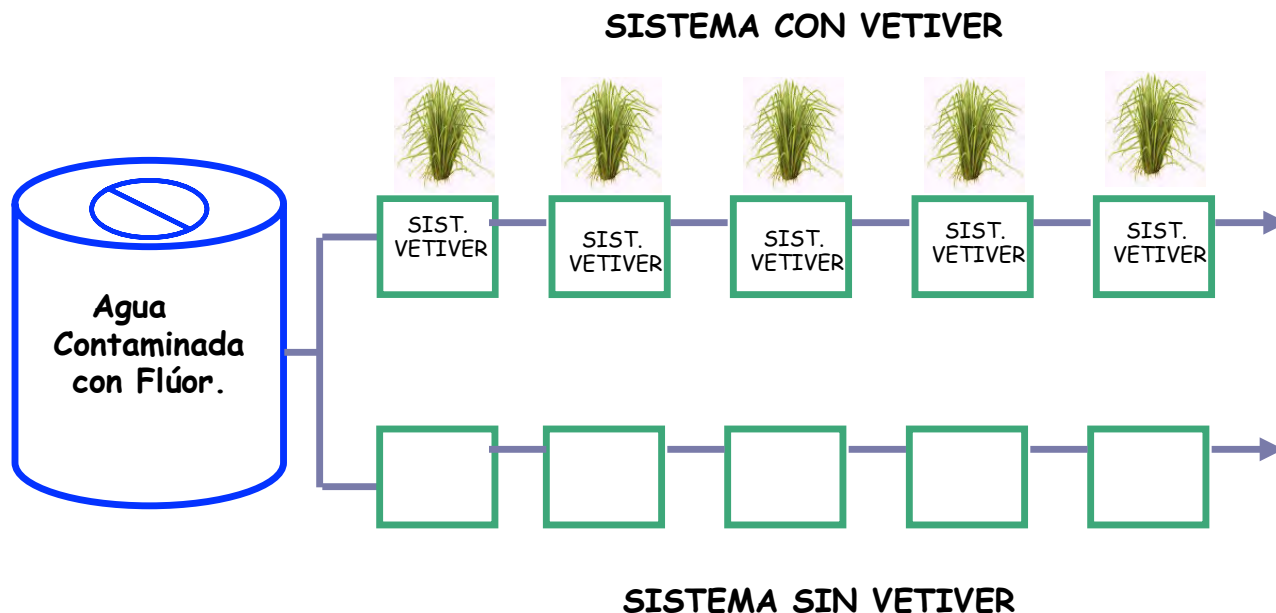 SISTEMA CON VETIVER
SIST.
VETIVER
SIST.
VETIVER
SIST.
VETIVER
SIST.
VETIVER
SIST.
VETIVER
Agua
Contaminada
con Flúor.
SISTEMA SIN VETIVER